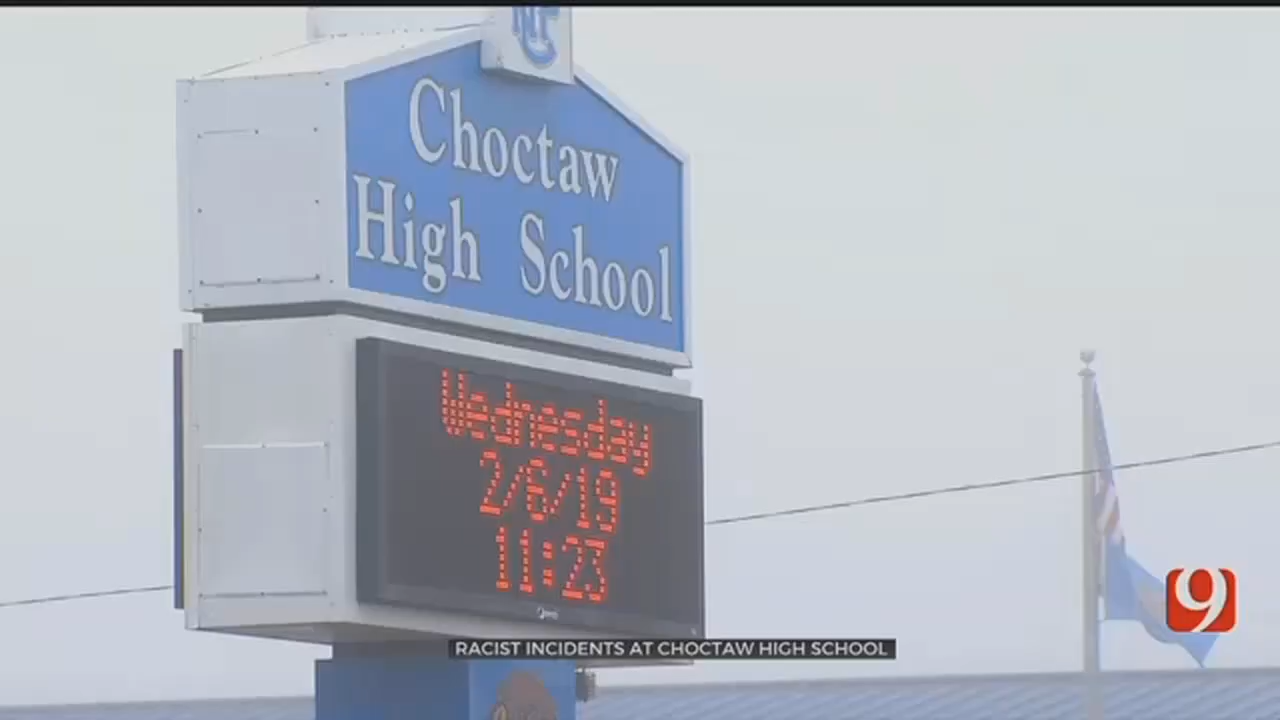 Choctaw
High School
Wednesday
2/6/19
11:23
9
RACIST INCIDENTS AT CHOCTAW HIGH SCHOOL